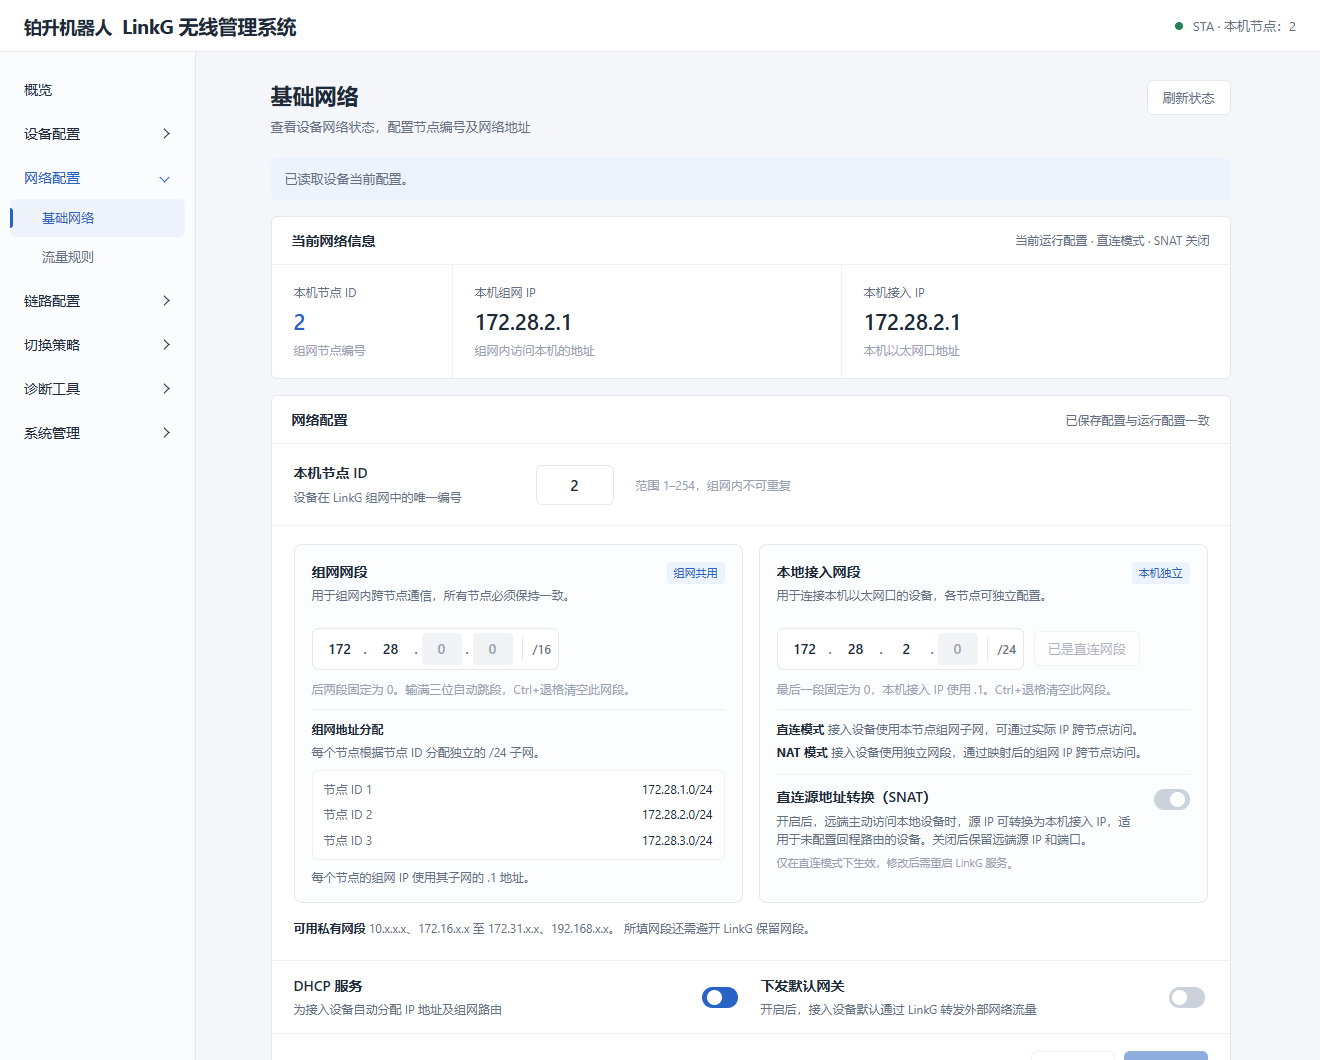 铂升机器人 LinkG 无线管理系统
STA · 本机节点：2
概览
设备配置
网络配置
基础网络
流量规则
链路配置
切换策略
诊断工具
系统管理
基础网络
刷新状态
查看设备网络状态，配置节点编号及网络地址
已读取设备当前配置。
当前网络信息
当前运行配置 · 直连模式 · SNAT 关闭
本机节点 ID
2
组网节点编号
本机组网 IP
172.28.2.1
组网内访问本机的地址
本机接入 IP
172.28.2.1
本机以太网口地址
网络配置
已保存配置与运行配置一致
本机节点 ID
设备在 LinkG 组网中的唯一编号
2
范围 1–254，组网内不可重复
组网网段
组网共用
用于组网内跨节点通信，所有节点必须保持一致。
172 . 28 . 0 . 0 /16
后两段固定为 0。输满三位自动跳段，Ctrl+退格清空此网段。
组网地址分配
每个节点根据节点 ID 分配独立的 /24 子网。
节点 ID 1 172.28.1.0/24
节点 ID 2 172.28.2.0/24
节点 ID 3 172.28.3.0/24
每个节点的组网 IP 使用其子网的 .1 地址。
本地接入网段
本机独立
用于连接本机以太网口的设备，各节点可独立配置。
172 . 28 . 2 . 0 /24
已是直连网段
最后一段固定为 0，本机接入 IP 使用 .1。Ctrl+退格清空此网段。
直连模式 接入设备使用本节点组网子网，可通过实际 IP 跨节点访问。
NAT 模式 接入设备使用独立网段，通过映射后的组网 IP 跨节点访问。
直连源地址转换（SNAT）
开启后，远端主动访问本地设备时，源 IP 可转换为本机接入 IP，适
用于未配置回程路由的设备。关闭后保留远端源 IP 和端口。
仅在直连模式下生效，修改后需重启 LinkG 服务。
可用私有网段 10.x.x.x、172.16.x.x 至 172.31.x.x、192.168.x.x。 所填网段还需避开 LinkG 保留网段。
DHCP 服务
为接入设备自动分配 IP 地址及组网路由
下发默认网关
开启后，接入设备默认通过 LinkG 转发外部网络流量